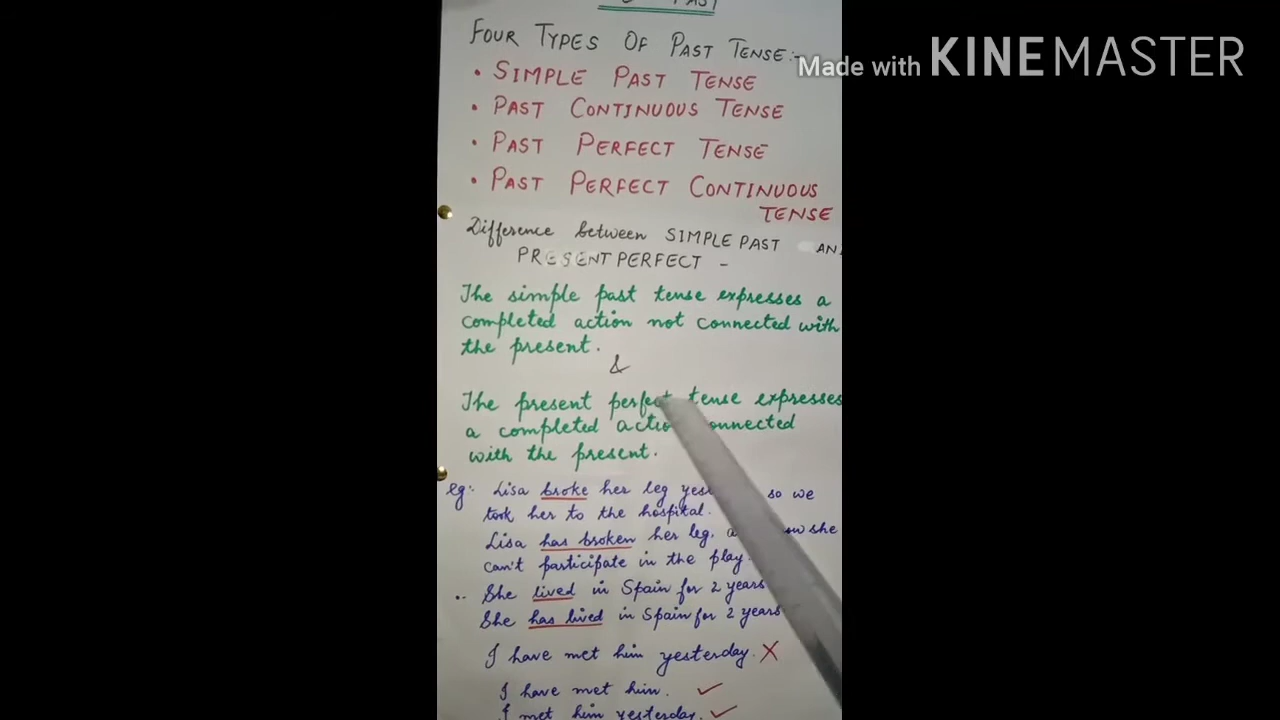 PAST
FOUR TYPES OF PAST TENSE:-
Made with KINEMASTER
• SIMPLE PAST TENSE
• PAST CONTINUOUS TENSE
• PAST PERFECT TENSE
• PAST PERFECT CONTINUOUS
TENSE
Difference between SIMPLE PAST
PRESENT PERFECT -
The simple past tense expresses a
completed action not connected with
the present.
&
The present perfect tense expresses
a completed connected
with the present.
eg:- Lisa broke her leg so we
took her to the hospital.
Lisa has broken her leg. she
can't participate in the play.
.. She lived in Spain for 2 years
She has lived in Spain for 2 years
I have met him yesterday. X
I have met him. ✓
I met him yesterday. ✓